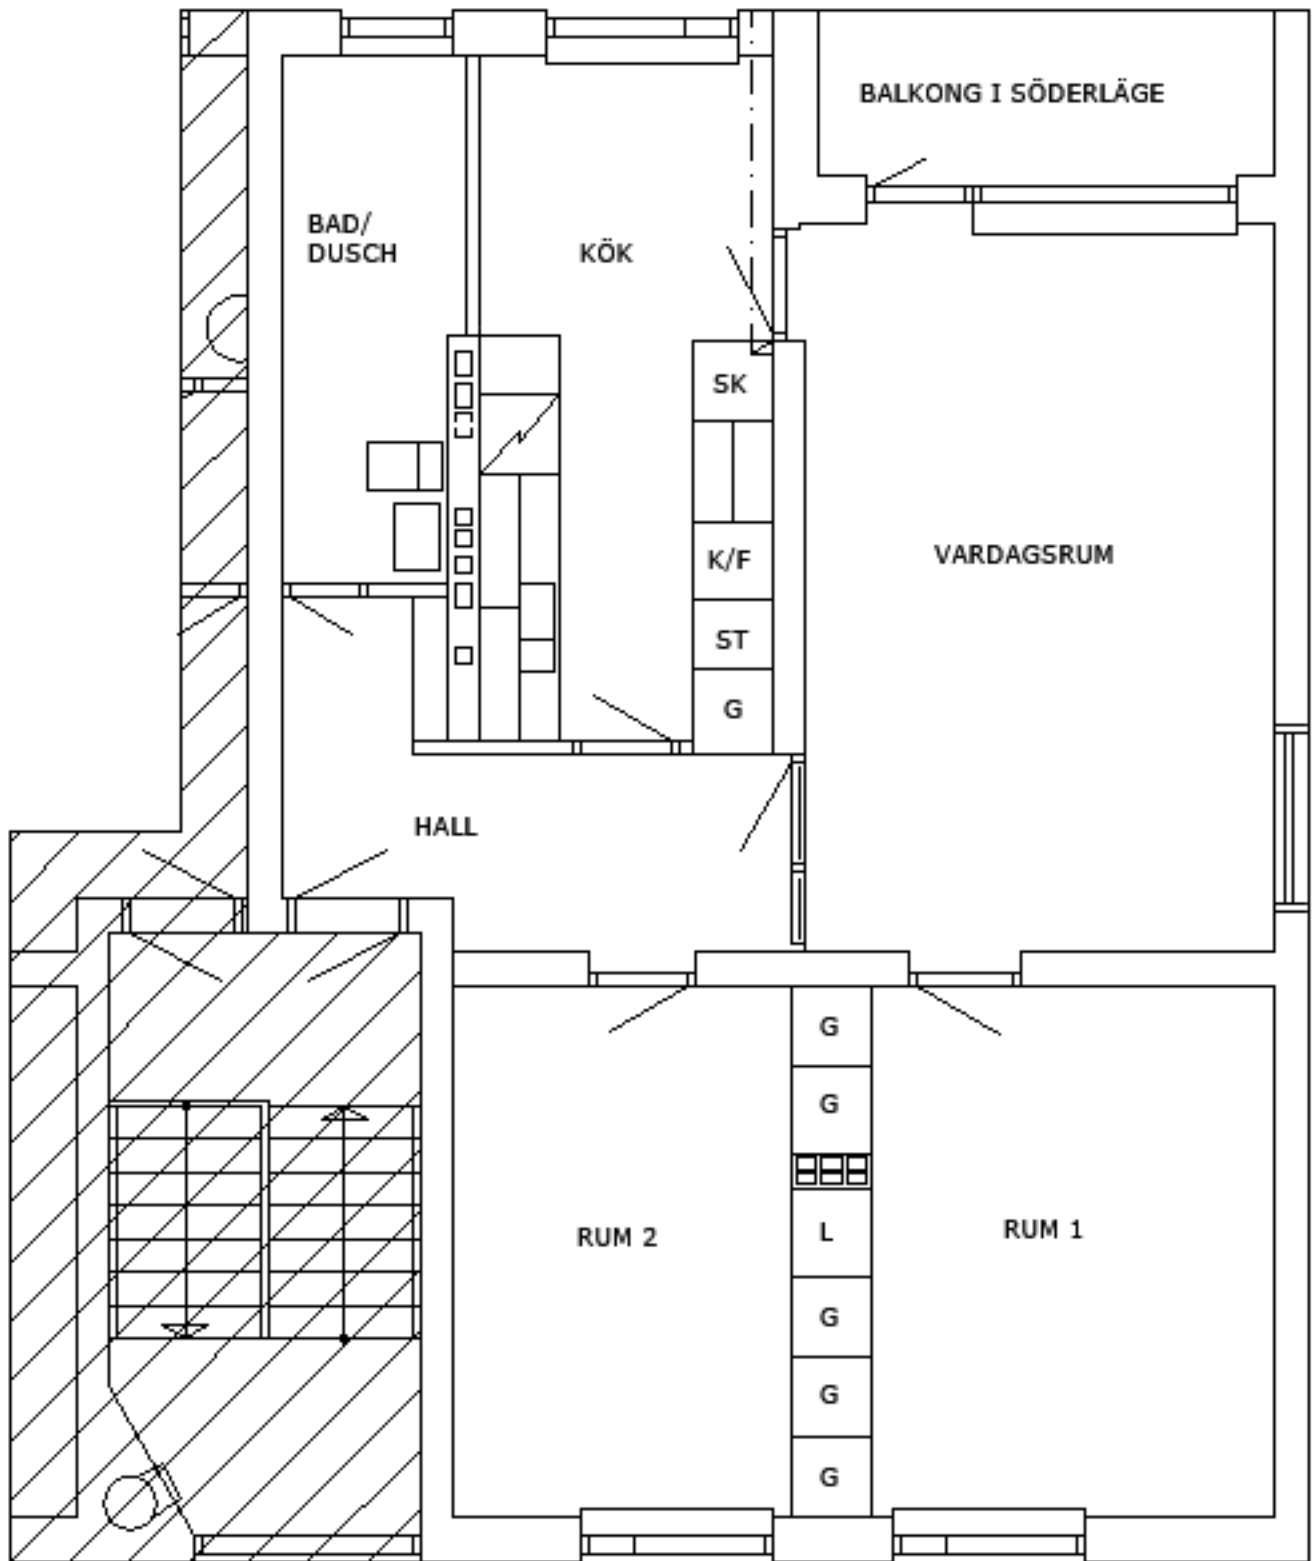 BALKONG I SÖDERLÄGE
BAD/
DUSCH
KÖK
SK
K/F
ST
G
VARDAGSRUM
HALL
G
G
L
G
G
G
RUM 2
RUM 1